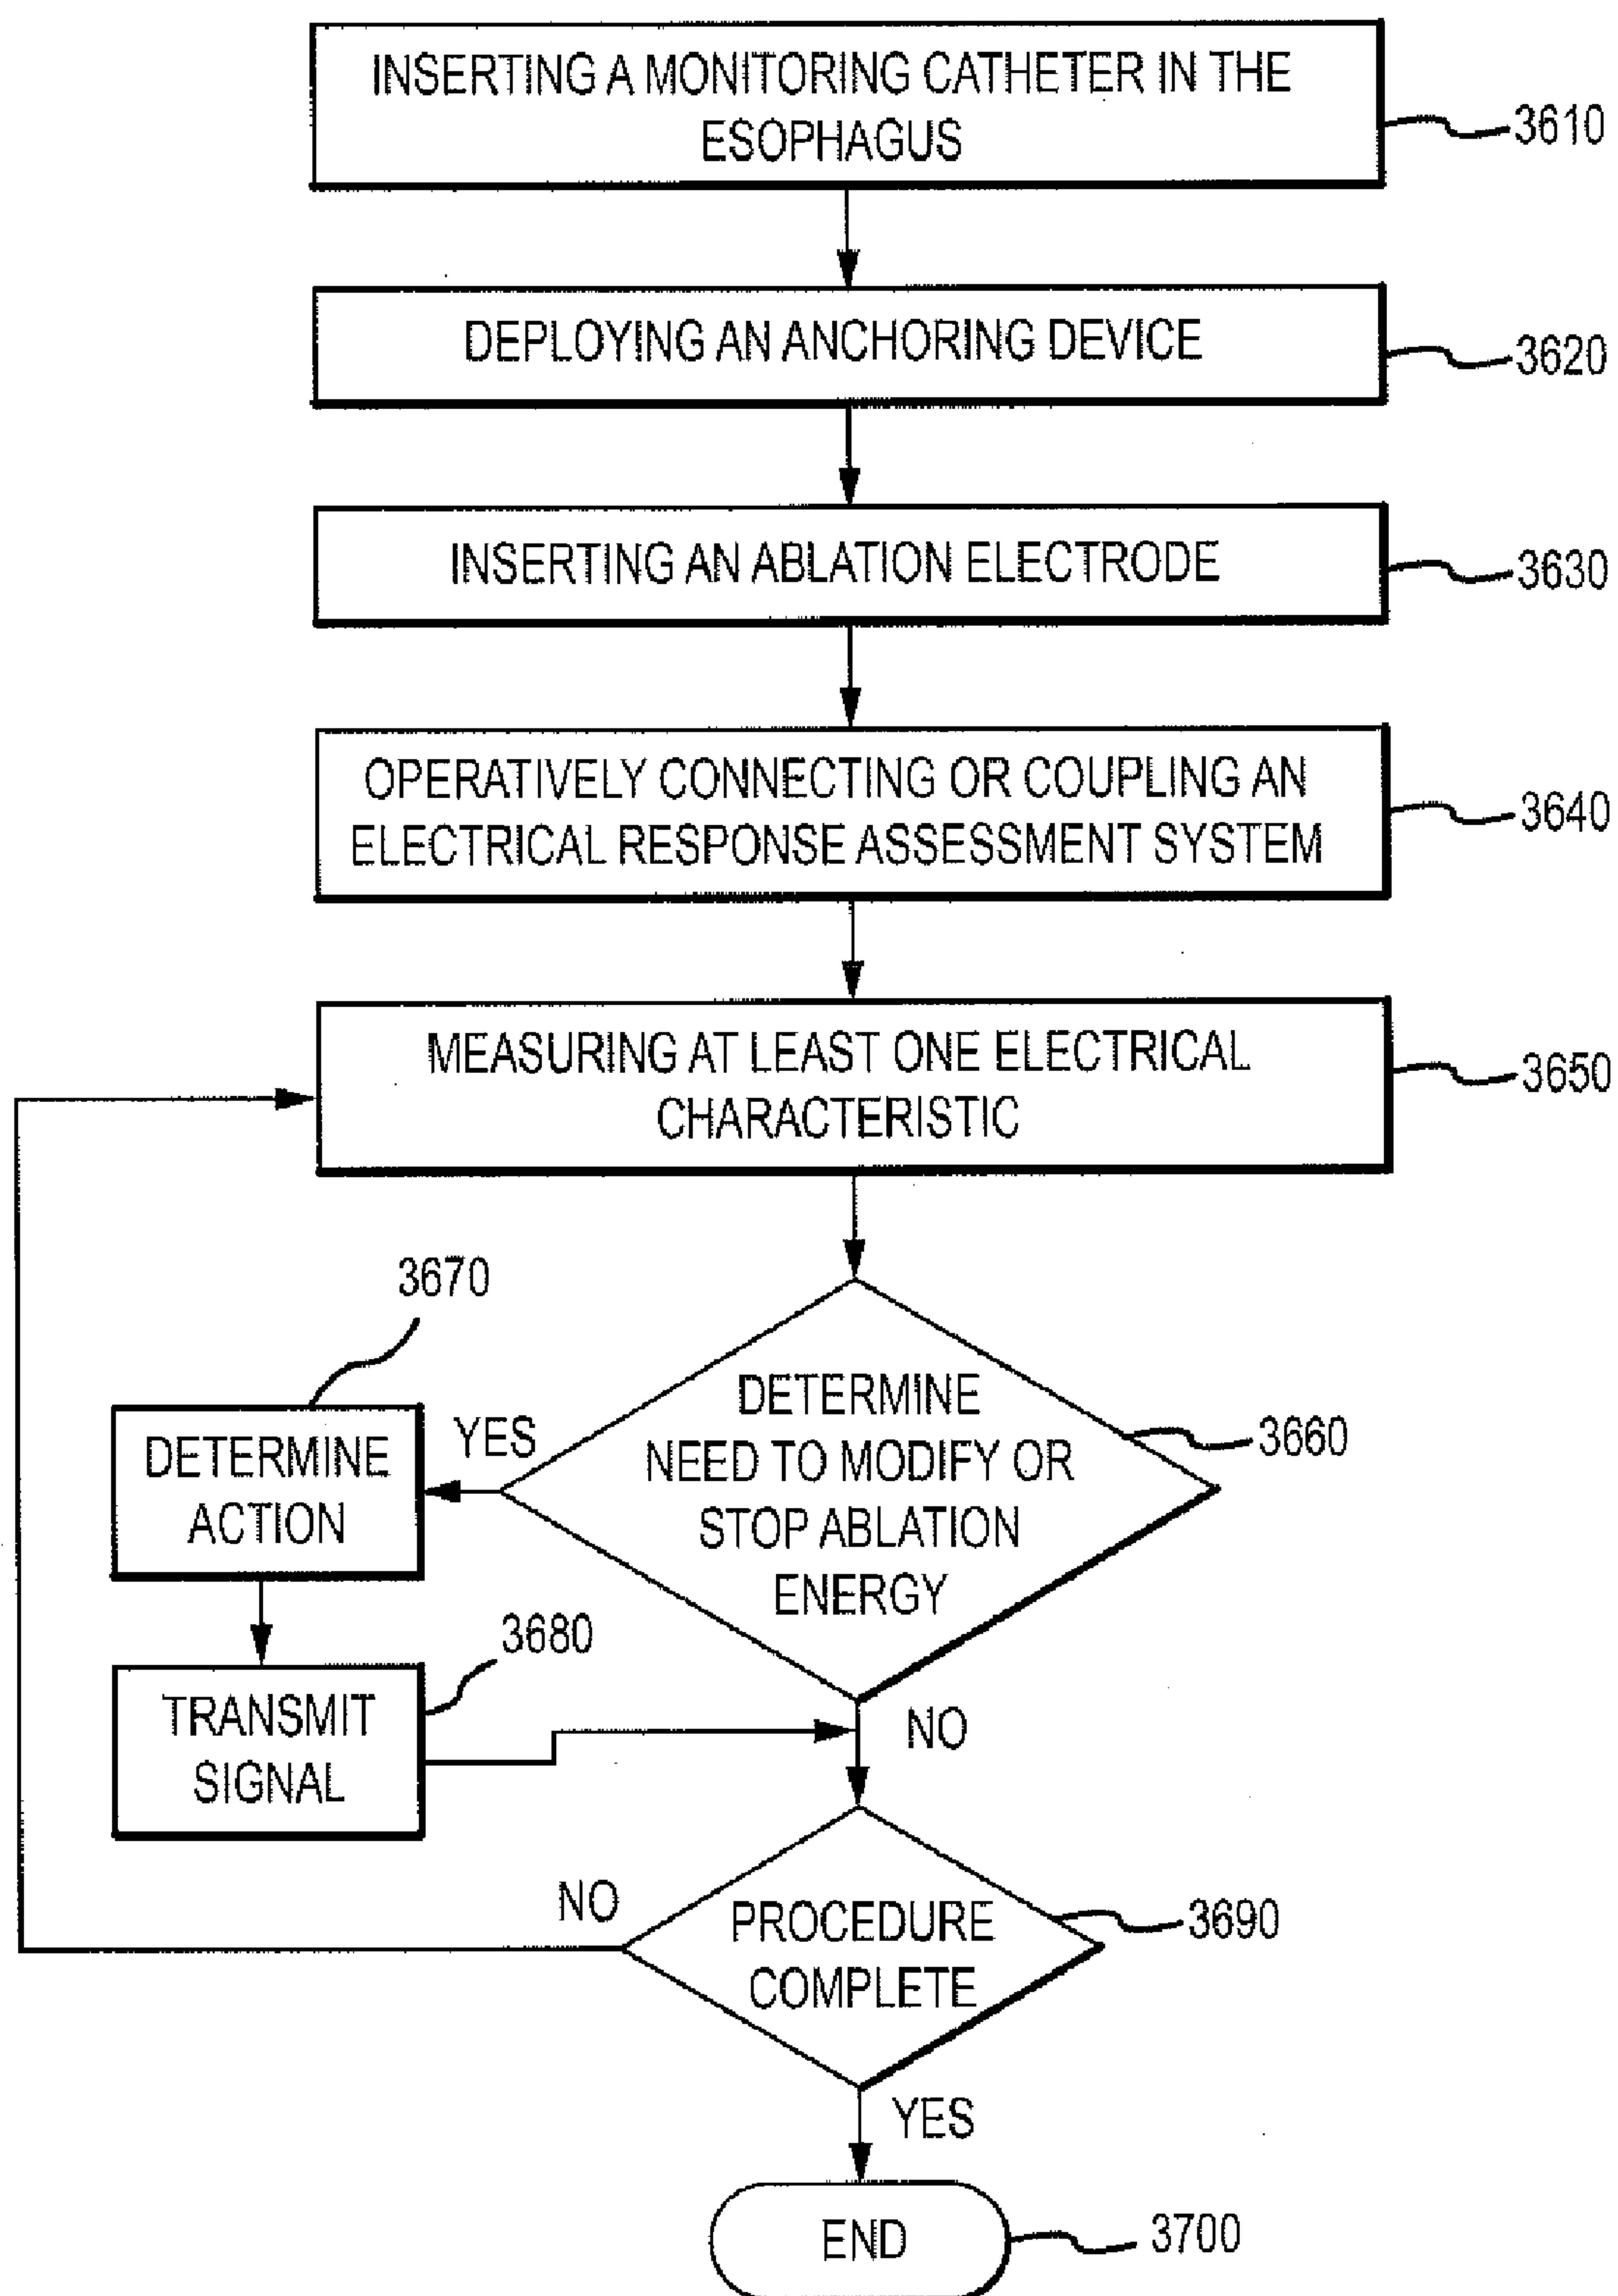 INSERTING A MONITORING CATHETER IN THE
ESOPHAGUS
3610
DEPLOYING AN ANCHORING DEVICE
3620
INSERTING AN ABLATION ELECTRODE
3630
OPERATIVELY CONNECTING OR COUPLING AN
ELECTRICAL RESPONSE ASSESSMENT SYSTEM
3640
MEASURING AT LEAST ONE ELECTRICAL
CHARACTERISTIC
3650
3670
DETERMINE
NEED TO MODIFY OR
STOP ABLATION
ENERGY
3660
YES
DETERMINE
ACTION
3680
TRANSMIT
SIGNAL
NO
NO
PROCEDURE
COMPLETE
3690
YES
END
3700